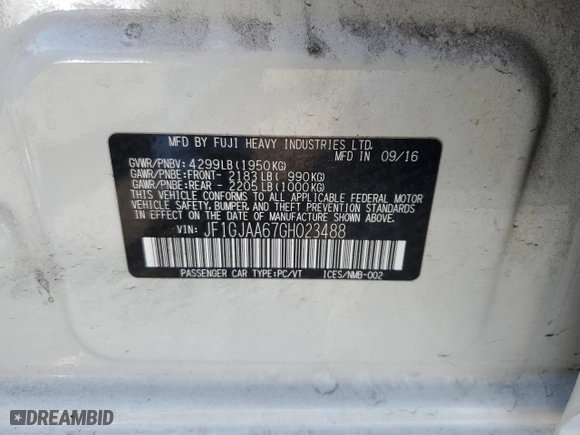 MFD BY FUJI HEAVY INDUSTRIES LTD.
MFD IN 09/16
GVWR/PNBV: 4299LB(1950KG)
GAWR/PNBE:FRONT- 2183LB( 990KG)
GAWR/PNBE:REAR - 2205LB(1000KG)
THIS VEHICLE CONFORMS TO ALL APPLICABLE FEDERAL MOTOR
VEHICLE SAFETY, BUMPER, AND THEFT PREVENTION STANDARDS
IN EFFECT ON THE DATE OF MANUFACTURE SHOWN ABOVE.
VIN: JF1GJAA67GH023488
PASSENGER CAR TYPE:PC/VT ICES/NMB-002
DREAMBID